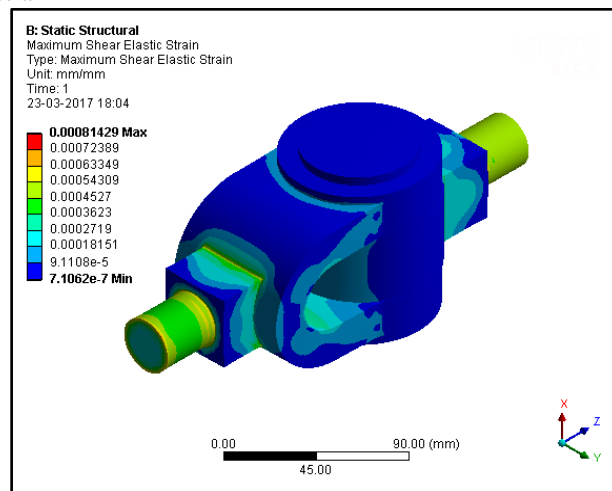 B: Static Structural
Maximum Shear Elastic Strain
Type: Maximum Shear Elastic Strain
Unit: mm/mm
Time: 1
23-03-2017 18:04
0.00081429 Max
0.00072389
0.00063349
0.00054309
0.0004527
0.0003623
0.0002719
0.00018151
9.1108e-5
7.1062e-7 Min
0.00
90.00 (mm)
45.00
X
Z
Y